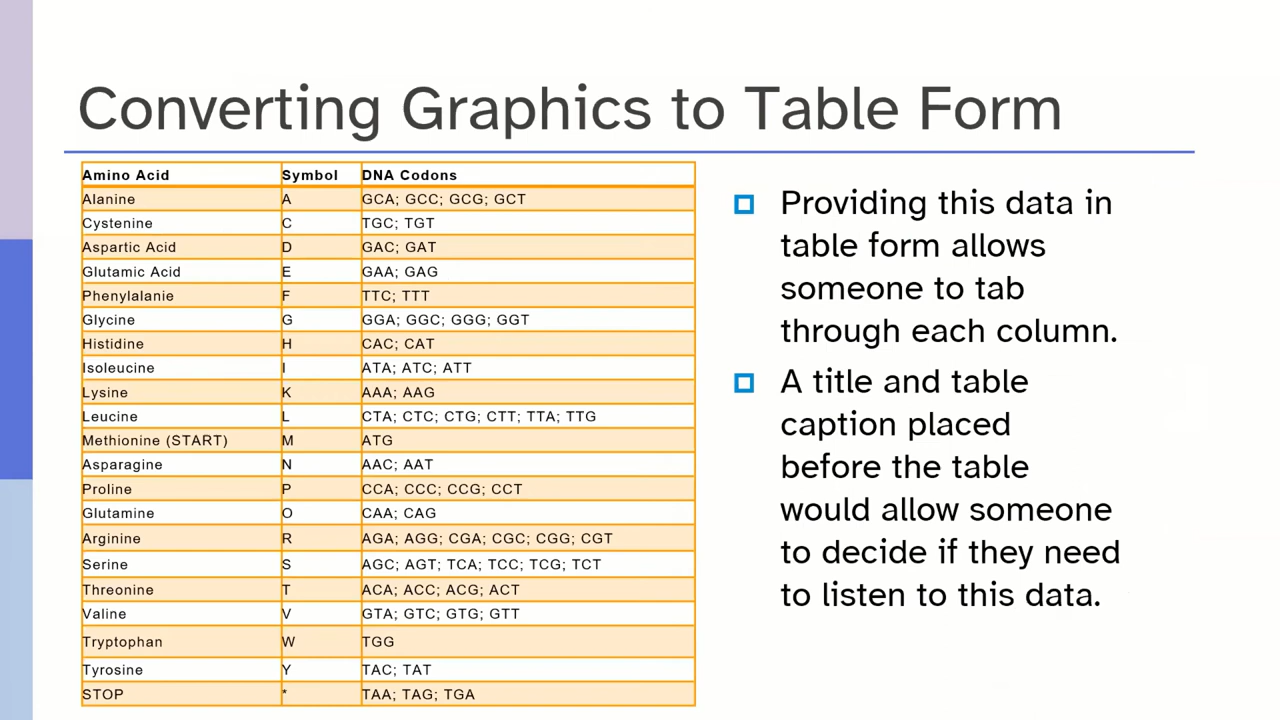 Converting Graphics to Table Form
Amino Acid Symbol DNA Codons
Alanine A GCA; GCC; GCG; GCT
Cystenine C TGC; TGT
Aspartic Acid D GAC; GAT
Glutamic Acid E GAA; GAG
Phenylalanie F TTC; TTT
Glycine G GGA; GGC; GGG; GGT
Histidine H CAC; CAT
Isoleucine I ATA; ATC; ATT
Lysine K AAA; AAG
Leucine L CTA; CTC; CTG; CTT; TTA; TTG
Methionine (START) M ATG
Asparagine N AAC; AAT
Proline P CCA; CCC; CCG; CCT
Glutamine O CAA; CAG
Arginine R AGA; AGG; CGA; CGC; CGG; CGT
Serine S AGC; AGT; TCA; TCC; TCG; TCT
Threonine T ACA; ACC; ACG; ACT
Valine V GTA; GTC; GTG; GTT
Tryptophan W TGG
Tyrosine Y TAC; TAT
STOP * TAA; TAG; TGA
Providing this data in
table form allows
someone to tab
through each column.
A title and table
caption placed
before the table
would allow someone
to decide if they need
to listen to this data.